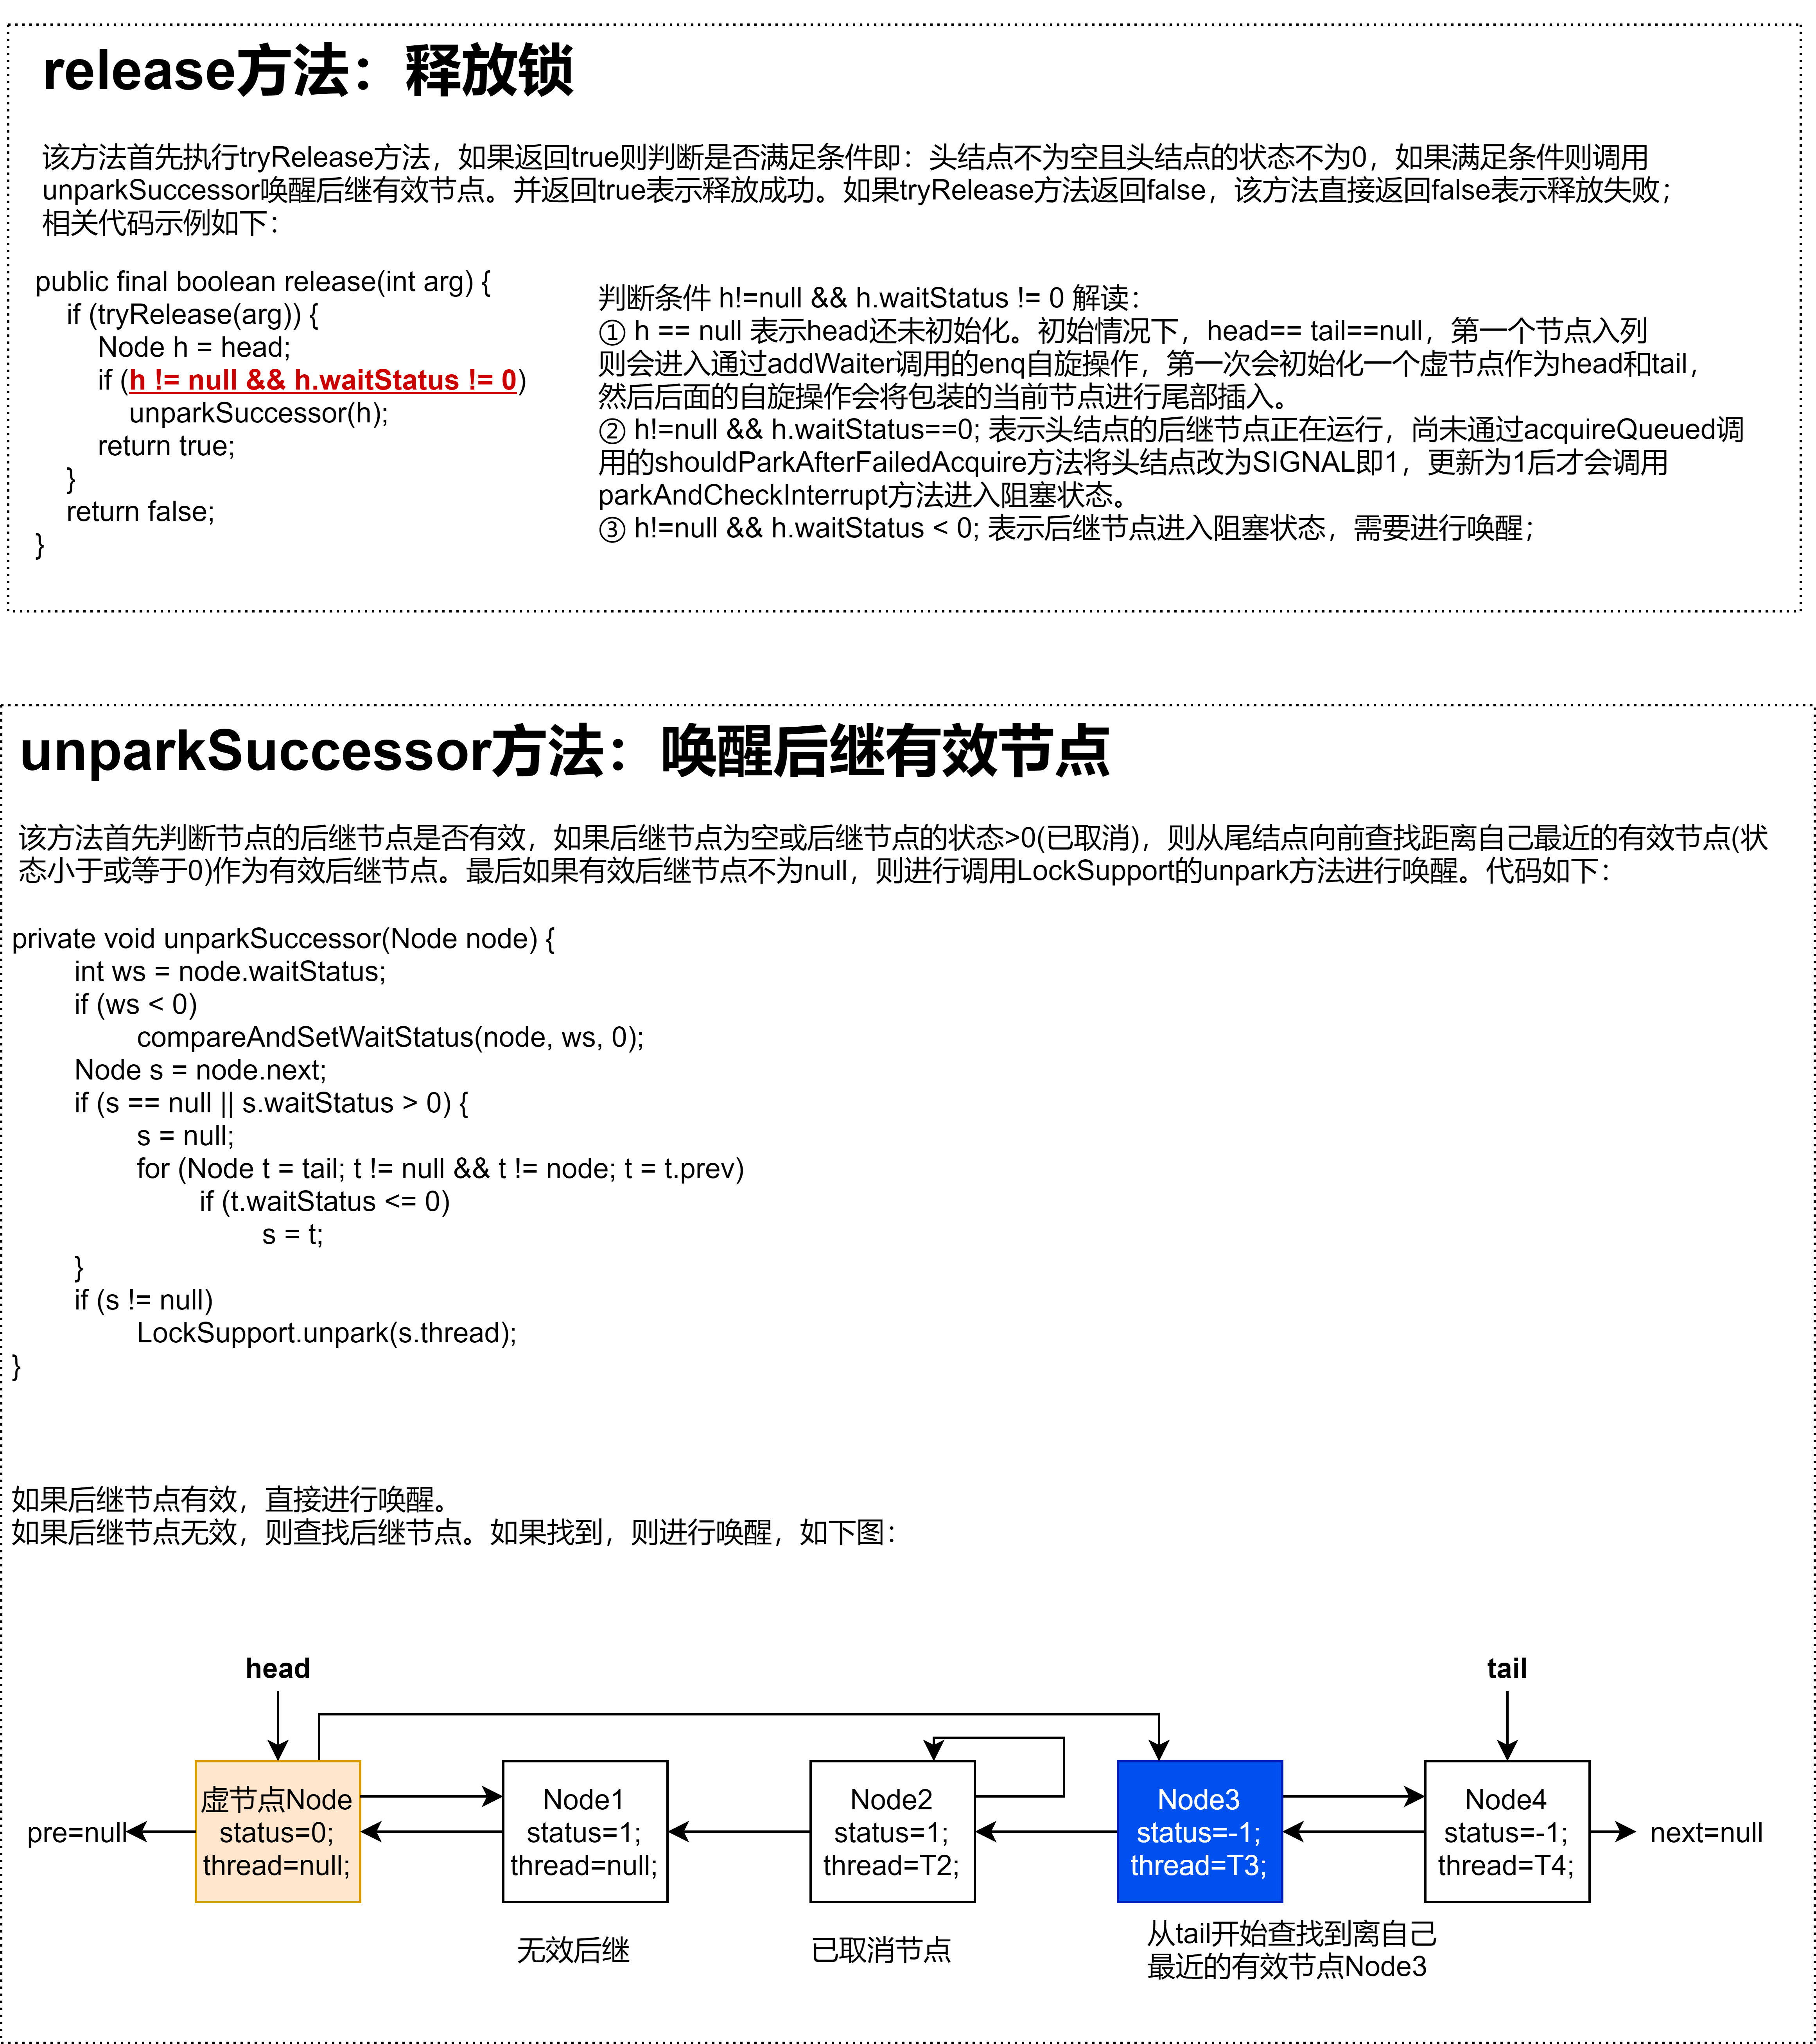 release方法：释放锁
该方法首先执行tryRelease方法，如果返回true则判断是否满足条件即：头结点不为空且头结点的状态不为0，如果满足条件则调用
unparkSuccessor唤醒后继有效节点。并返回true表示释放成功。如果tryRelease方法返回false，该方法直接返回false表示释放失败；
相关代码示例如下：
public final boolean release(int arg) {
if (tryRelease(arg)) {
Node h = head;
if (h != null && h.waitStatus != 0)
unparkSuccessor(h);
return true;
}
return false;
}
判断条件 h!=null && h.waitStatus != 0 解读：
① h == null 表示head还未初始化。初始情况下，head== tail==null，第一个节点入列
则会进入通过addWaiter调用的enq自旋操作，第一次会初始化一个虚节点作为head和tail，
然后后面的自旋操作会将包装的当前节点进行尾部插入。
② h!=null && h.waitStatus==0; 表示头结点的后继节点正在运行，尚未通过acquireQueued调
用的shouldParkAfterFailedAcquire方法将头结点改为SIGNAL即1，更新为1后才会调用
parkAndCheckInterrupt方法进入阻塞状态。
③ h!=null && h.waitStatus < 0; 表示后继节点进入阻塞状态，需要进行唤醒；
unparkSuccessor方法：唤醒后继有效节点
该方法首先判断节点的后继节点是否有效，如果后继节点为空或后继节点的状态>0(已取消)，则从尾结点向前查找距离自己最近的有效节点(状
态小于或等于0)作为有效后继节点。最后如果有效后继节点不为null，则进行调用LockSupport的unpark方法进行唤醒。代码如下：
private void unparkSuccessor(Node node) {
int ws = node.waitStatus;
if (ws < 0)
compareAndSetWaitStatus(node, ws, 0);
Node s = node.next;
if (s == null || s.waitStatus > 0) {
s = null;
for (Node t = tail; t != null && t != node; t = t.prev)
if (t.waitStatus <= 0)
s = t;
}
if (s != null)
LockSupport.unpark(s.thread);
}
如果后继节点有效，直接进行唤醒。
如果后继节点无效，则查找后继节点。如果找到，则进行唤醒，如下图：
head
tail
pre=null
虚节点Node
status=0;
thread=null;
Node1
status=1;
thread=null;
Node2
status=1;
thread=T2;
Node3
status=-1;
thread=T3;
Node4
status=-1;
thread=T4;
next=null
无效后继
已取消节点
从tail开始查找到离自己
最近的有效节点Node3